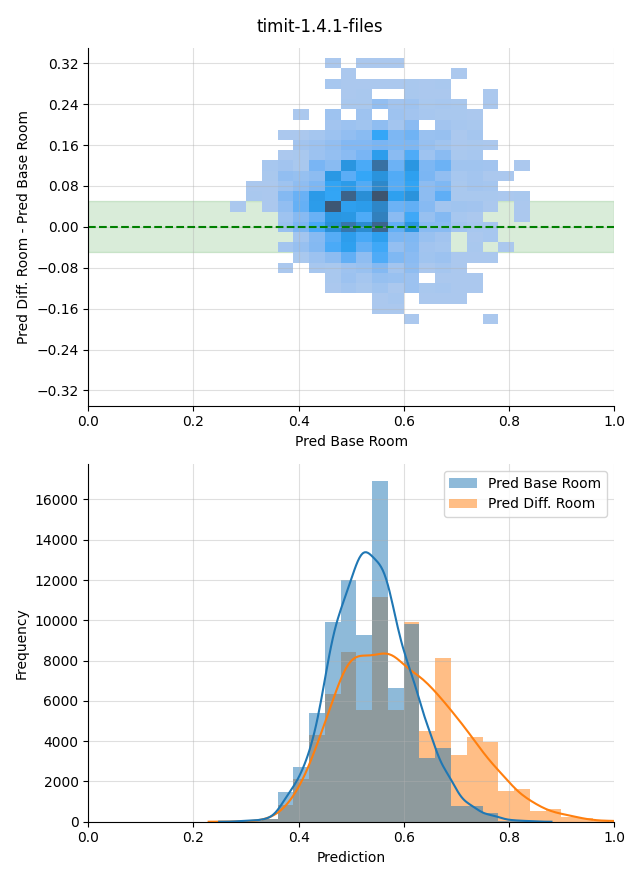 timit-1.4.1-files
Pred Diff. Room - Pred Base Room
0.32
0.24
0.16
0.08
0.00
−0.08
−0.16
−0.24
−0.32
0.0 0.2 0.4 0.6 0.8 1.0
Pred Base Room
Frequency
16000
14000
12000
10000
8000
6000
4000
2000
0
Pred Base Room
Pred Diff. Room
0.0 0.2 0.4 0.6 0.8 1.0
Prediction